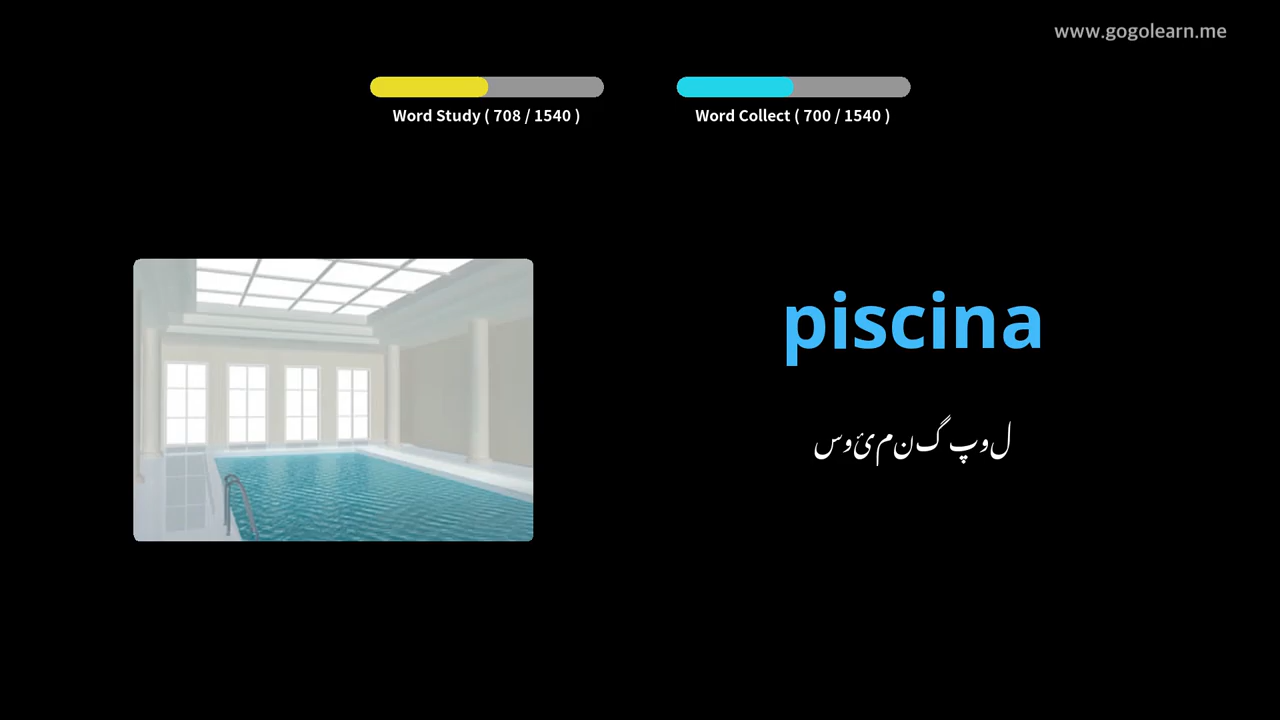 www.gogolearn.me
Word Study ( 708 / 1540 )
Word Collect ( 700 / 1540 )
piscina
سوئمنگ پول